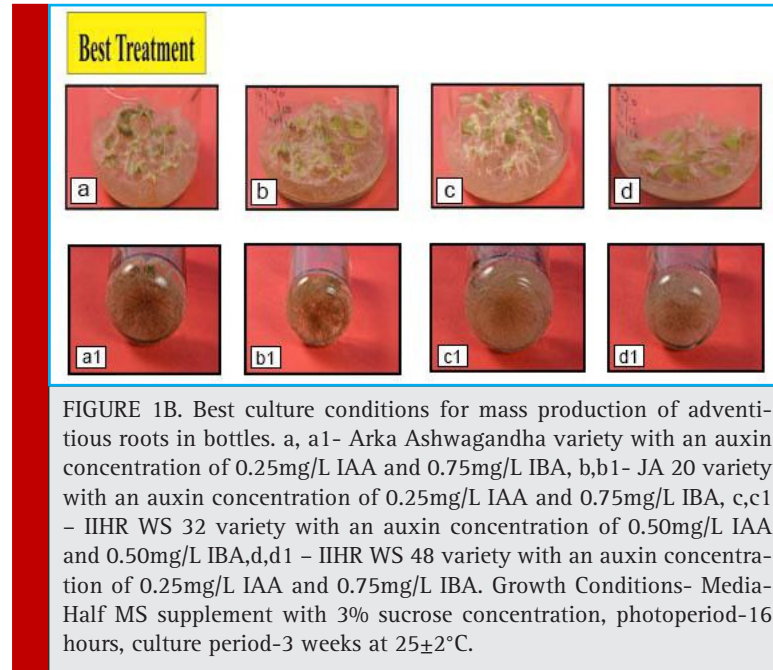 Best Treatment
a
b
c
d
a1
b1
c1
d1
FIGURE 1B. Best culture conditions for mass production of adventi-
tious roots in bottles. a, a1- Arka Ashwagandha variety with an auxin
concentration of 0.25mg/L IAA and 0.75mg/L IBA, b,b1- JA 20 variety
with an auxin concentration of 0.25mg/L IAA and 0.75mg/L IBA, c,c1
– IIHR WS 32 variety with an auxin concentration of 0.50mg/L IAA
and 0.50mg/L IBA,d,d1 – IIHR WS 48 variety with an auxin concentra-
tion of 0.25mg/L IAA and 0.75mg/L IBA. Growth Conditions- Media-
Half MS supplement with 3% sucrose concentration, photoperiod-16
hours, culture period-3 weeks at 25±2°C.